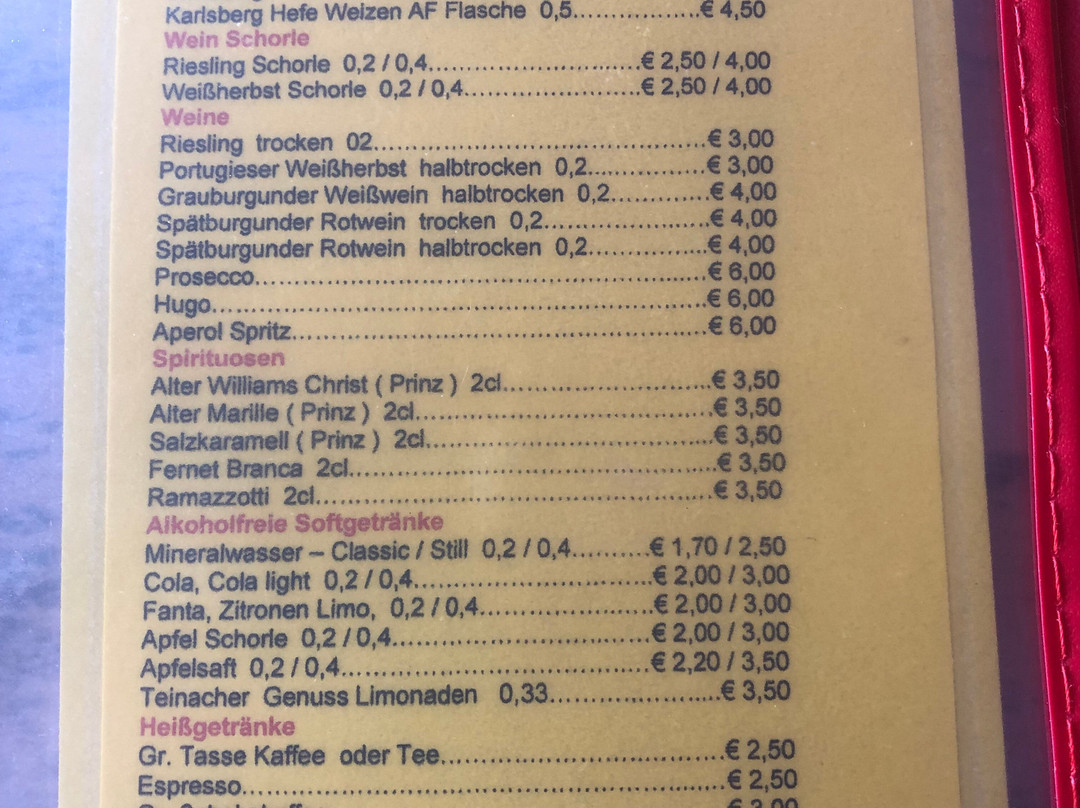 Karlsberg Hefe Weizen AF Flasche 0,5..................€ 4,50
Wein Schorle
Riesling Schorle 0,2 / 0,4..............................€ 2,50 / 4,00
Weißherbst Schorle 0,2 / 0,4.........................€ 2,50 / 4,00
Weine
Riesling trocken 02................................................€ 3,00
Portugieser Weißherbst halbtrocken 0,2................€ 3,00
Grauburgunder Weißwein halbtrocken 0,2.............€ 4,00
Spätburgunder Rotwein trocken 0,2.......................€ 4,00
Spätburgunder Rotwein halbtrocken 0,2................€ 4,00
Prosecco................................................................€ 6,00
Hugo......................................................................€ 6,00
Aperol Spritz..........................................................€ 6,00
Spirituosen
Alter Williams Christ ( Prinz ) 2cl............................€ 3,50
Alter Marille ( Prinz ) 2cl........................................€ 3,50
Salzkaramell ( Prinz ) 2cl.......................................€ 3,50
Fernet Branca 2cl..................................................€ 3,50
Ramazzotti 2cl.......................................................€ 3,50
Alkoholfreie Softgetränke
Mineralwasser – Classic / Still 0,2 / 0,4..........€ 1,70 / 2,50
Cola, Cola light 0,2 / 0,4................................€ 2,00 / 3,00
Fanta, Zitronen Limo, 0,2 / 0,4.......................€ 2,00 / 3,00
Apfel Schorle 0,2 / 0,4...................................€ 2,00 / 3,00
Apfelsaft 0,2 / 0,4..........................................€ 2,20 / 3,50
Teinacher Genuss Limonaden 0,33.......................€ 3,50
Heißgetränke
Gr. Tasse Kaffee oder Tee......................................€ 2,50
Espresso.................................................................€ 2,50